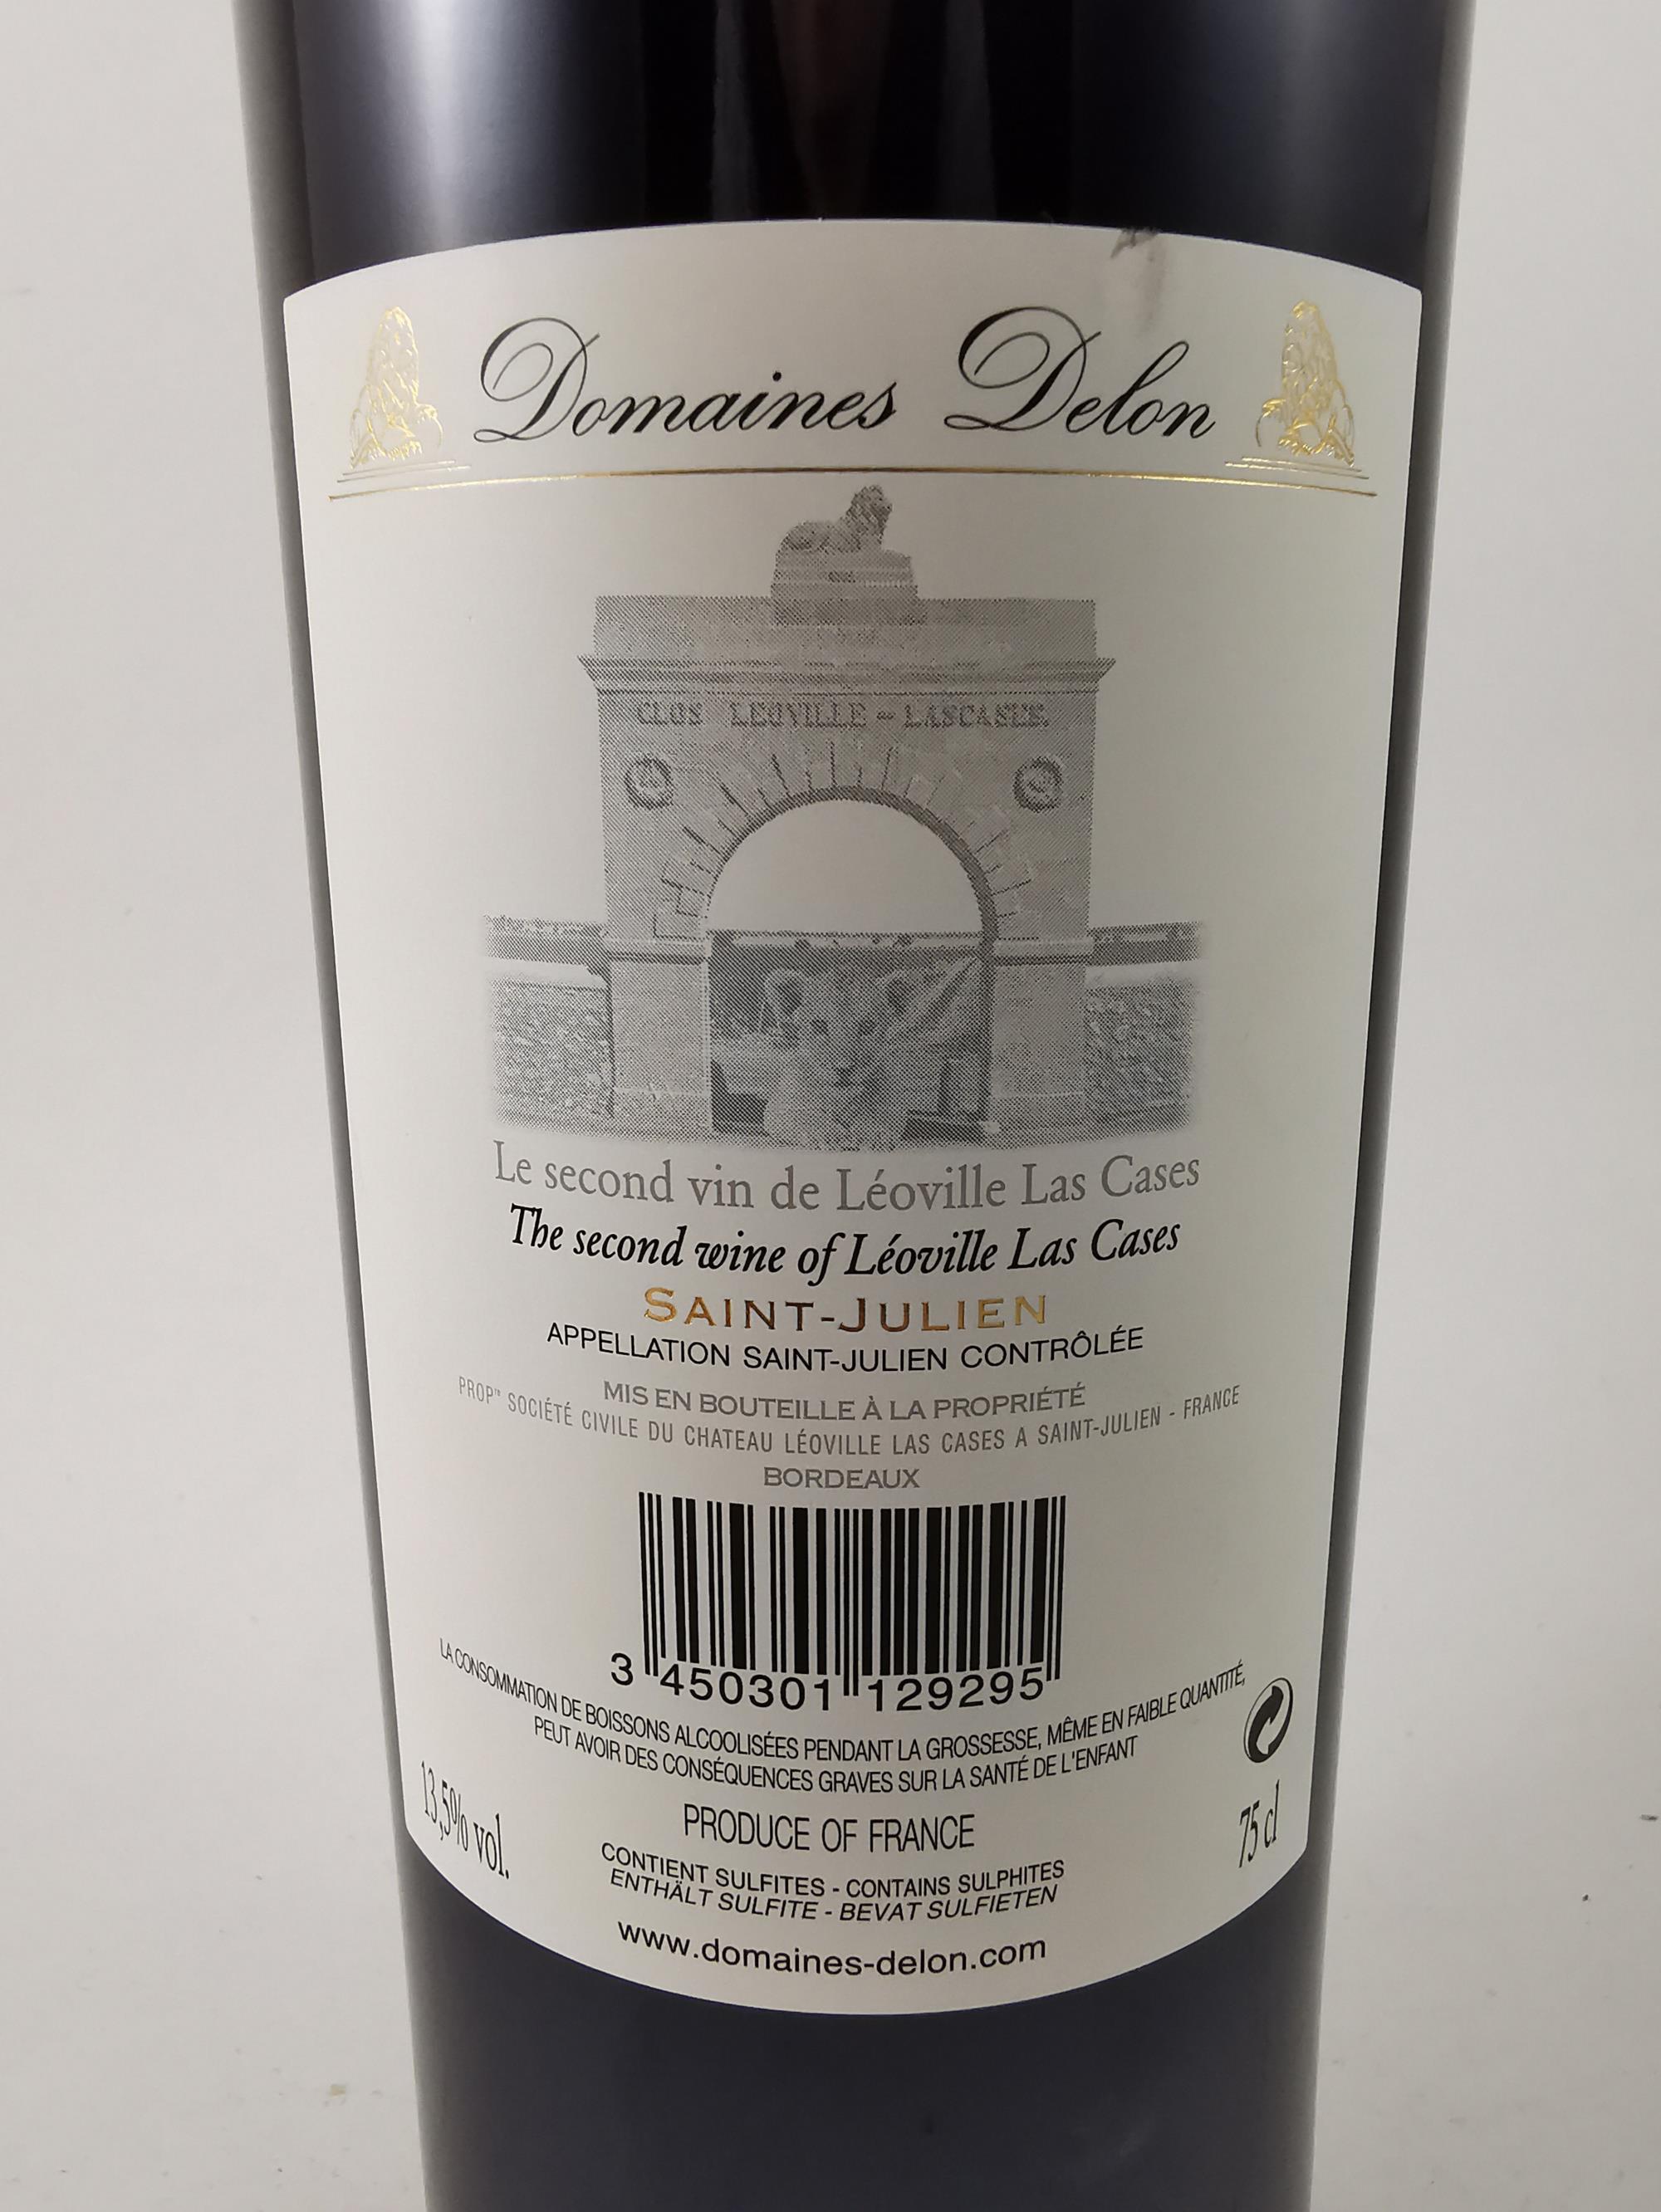 Domaines Delon
CLOS LEOVILLE - LASCASES.
Le second vin de Léoville Las Cases
The second wine of Léoville Las Cases
SAINT-JULIEN
APPELLATION SAINT-JULIEN CONTRÔLÉE
MIS EN BOUTEILLE À LA PROPRIÉTÉ
PROPRE SOCIÉTÉ CIVILE DU CHATEAU LÉOVILLE LAS CASES A SAINT-JULIEN - FRANCE
BORDEAUX
3 450301 129295
LA CONSOMMATION DE BOISSONS ALCOOLISÉES PENDANT LA GROSSESSE, MÊME EN FAIBLE QUANTITÉ,
PEUT AVOIR DES CONSÉQUENCES GRAVES SUR LA SANTÉ DE L'ENFANT
13,5% vol.
75 cl
PRODUCE OF FRANCE
CONTIENT SULFITES - CONTAINS SULPHITES
ENTHÄLT SULFITE - BEVAT SULFIETEN
www.domaines-delon.com